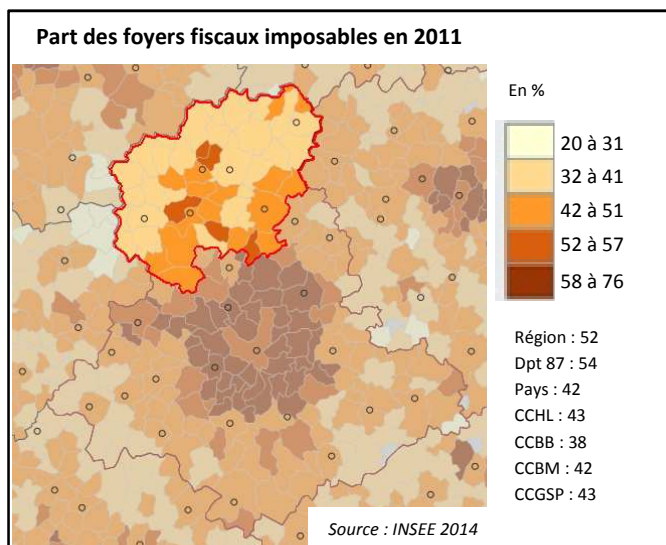 Part des foyers fiscaux imposables en 2011
En %
20 à 31
32 à 41
42 à 51
52 à 57
58 à 76
Région : 52
Dpt 87 : 54
Pays : 42
CCHL : 43
CCBB : 38
CCBM : 42
CCGSP : 43
Source : INSEE 2014